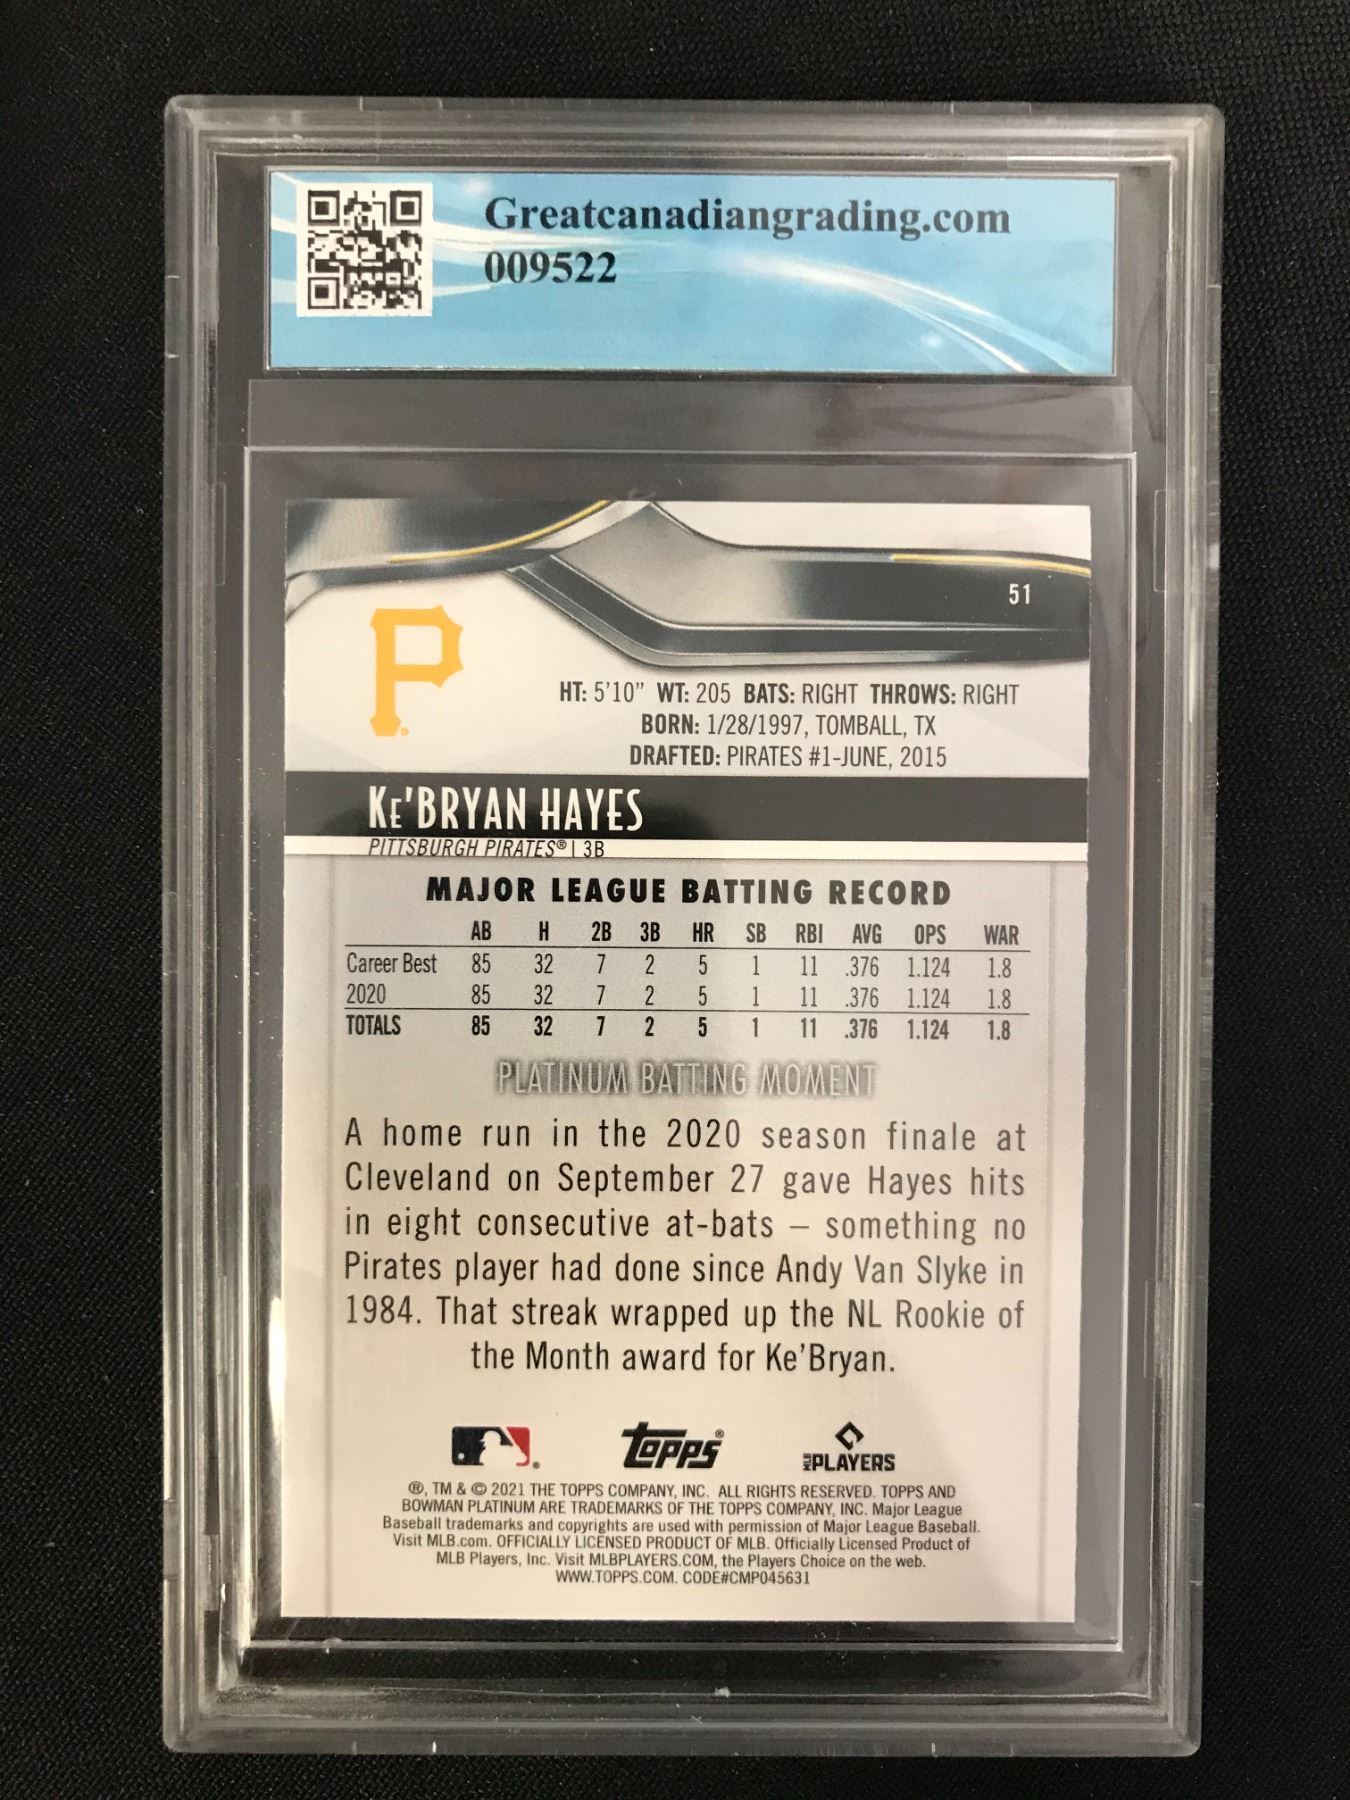 Greatcanadiangrading.com
009522
51
P
HT: 5'10" WT: 205 BATS: RIGHT THROWS: RIGHT
BORN: 1/28/1997, TOMBALL, TX
DRAFTED: PIRATES #1-JUNE, 2015
KE'BRYAN HAYES
PITTSBURGH PIRATES® | 3B
MAJOR LEAGUE BATTING RECORD
AB H 2B 3B HR SB RBI AVG OPS WAR
Career Best 85 32 7 2 5 1 11 .376 1.124 1.8
2020 85 32 7 2 5 1 11 .376 1.124 1.8
TOTALS 85 32 7 2 5 1 11 .376 1.124 1.8
PLATINUM BATTING MOMENT
A home run in the 2020 season finale at
Cleveland on September 27 gave Hayes hits
in eight consecutive at-bats – something no
Pirates player had done since Andy Van Slyke in
1984. That streak wrapped up the NL Rookie of
the Month award for Ke'Bryan.
topps®
MLB PLAYERS
®, TM & © 2021 THE TOPPS COMPANY, INC. ALL RIGHTS RESERVED. TOPPS AND
BOWMAN PLATINUM ARE TRADEMARKS OF THE TOPPS COMPANY, INC. Major League
Baseball trademarks and copyrights are used with permission of Major League Baseball.
Visit MLB.com. OFFICIALLY LICENSED PRODUCT OF MLB. Officially Licensed Product of
MLB Players, Inc. Visit MLBPLAYERS.COM, the Players Choice on the web.
WWW.TOPPS.COM. CODE#CMP045631